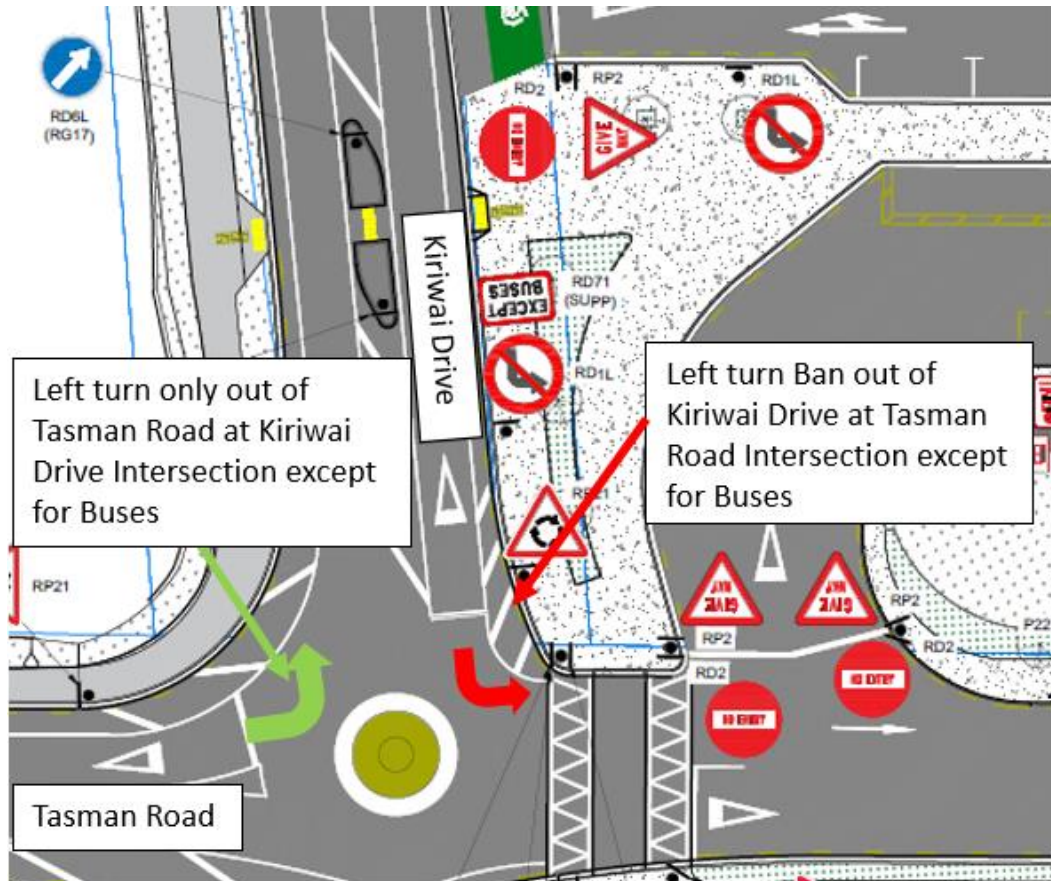 RD6L
(RG17)
RD2
RP2
RD1L
NO ENTRY
GIVE
WAY
Kiriwai Drive
EXCEPT
BUSES
RD71
(SUPP)
RD1L
Left turn only out of
Tasman Road at Kiriwai
Drive Intersection except
for Buses
Left turn Ban out of
Kiriwai Drive at Tasman
Road Intersection except
for Buses
RP21
RP21
GIVE
WAY
GIVE
WAY
RP2
RD2
RP2
RD2
P22
NO ENTRY
NO ENTRY
Tasman Road